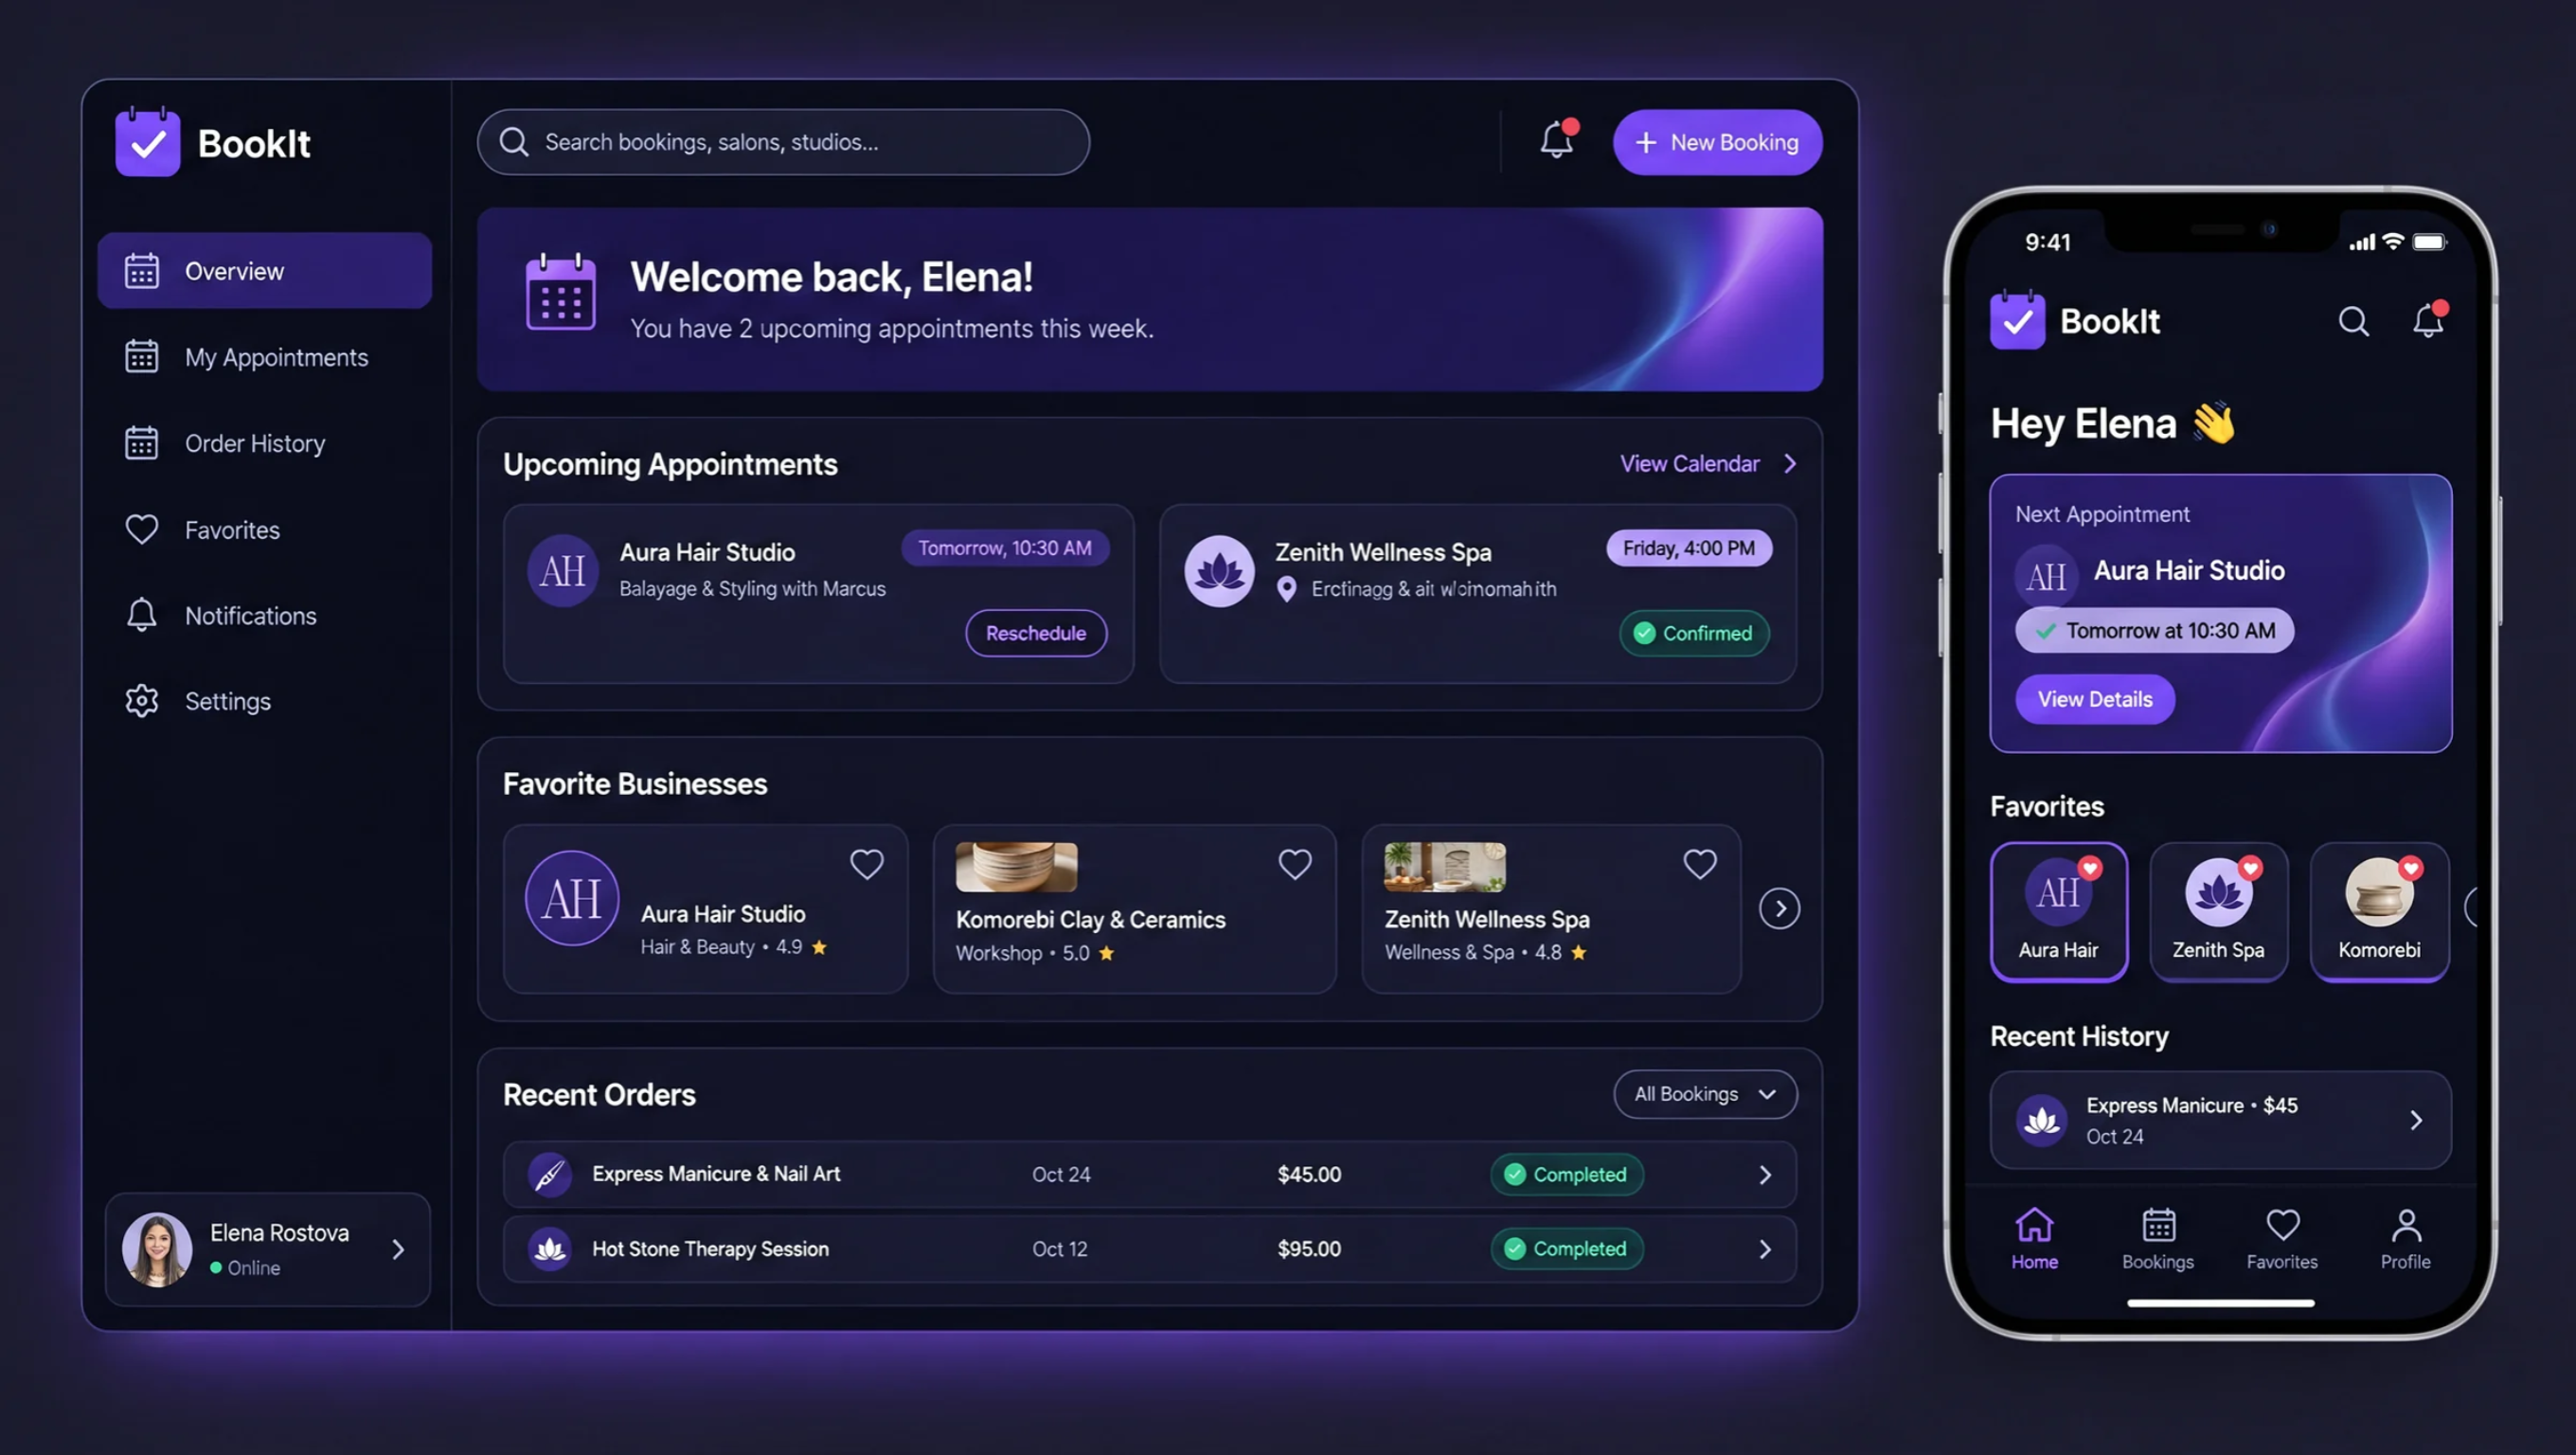 BookIt
Overview
My Appointments
Order History
Favorites
Notifications
Settings
Elena Rostova
Online
Search bookings, salons, studios...
New Booking
Welcome back, Elena!
You have 2 upcoming appointments this week.
Upcoming Appointments
View Calendar
AH
Aura Hair Studio
Tomorrow, 10:30 AM
Balayage & Styling with Marcus
Reschedule
Zenith Wellness Spa
Friday, 4:00 PM
Confirmed
Favorite Businesses
AH
Aura Hair Studio
Hair & Beauty • 4.9
Komorebi Clay & Ceramics
Workshop • 5.0
Zenith Wellness Spa
Wellness & Spa • 4.8
Recent Orders
All Bookings
Express Manicure & Nail Art
Oct 24
$45.00
Completed
Hot Stone Therapy Session
Oct 12
$95.00
Completed
9:41
BookIt
Hey Elena 👋
Next Appointment
AH
Aura Hair Studio
Tomorrow at 10:30 AM
View Details
Favorites
AH
Aura Hair
Zenith Spa
Komorebi
Recent History
Express Manicure • $45
Oct 24
Home
Bookings
Favorites
Profile